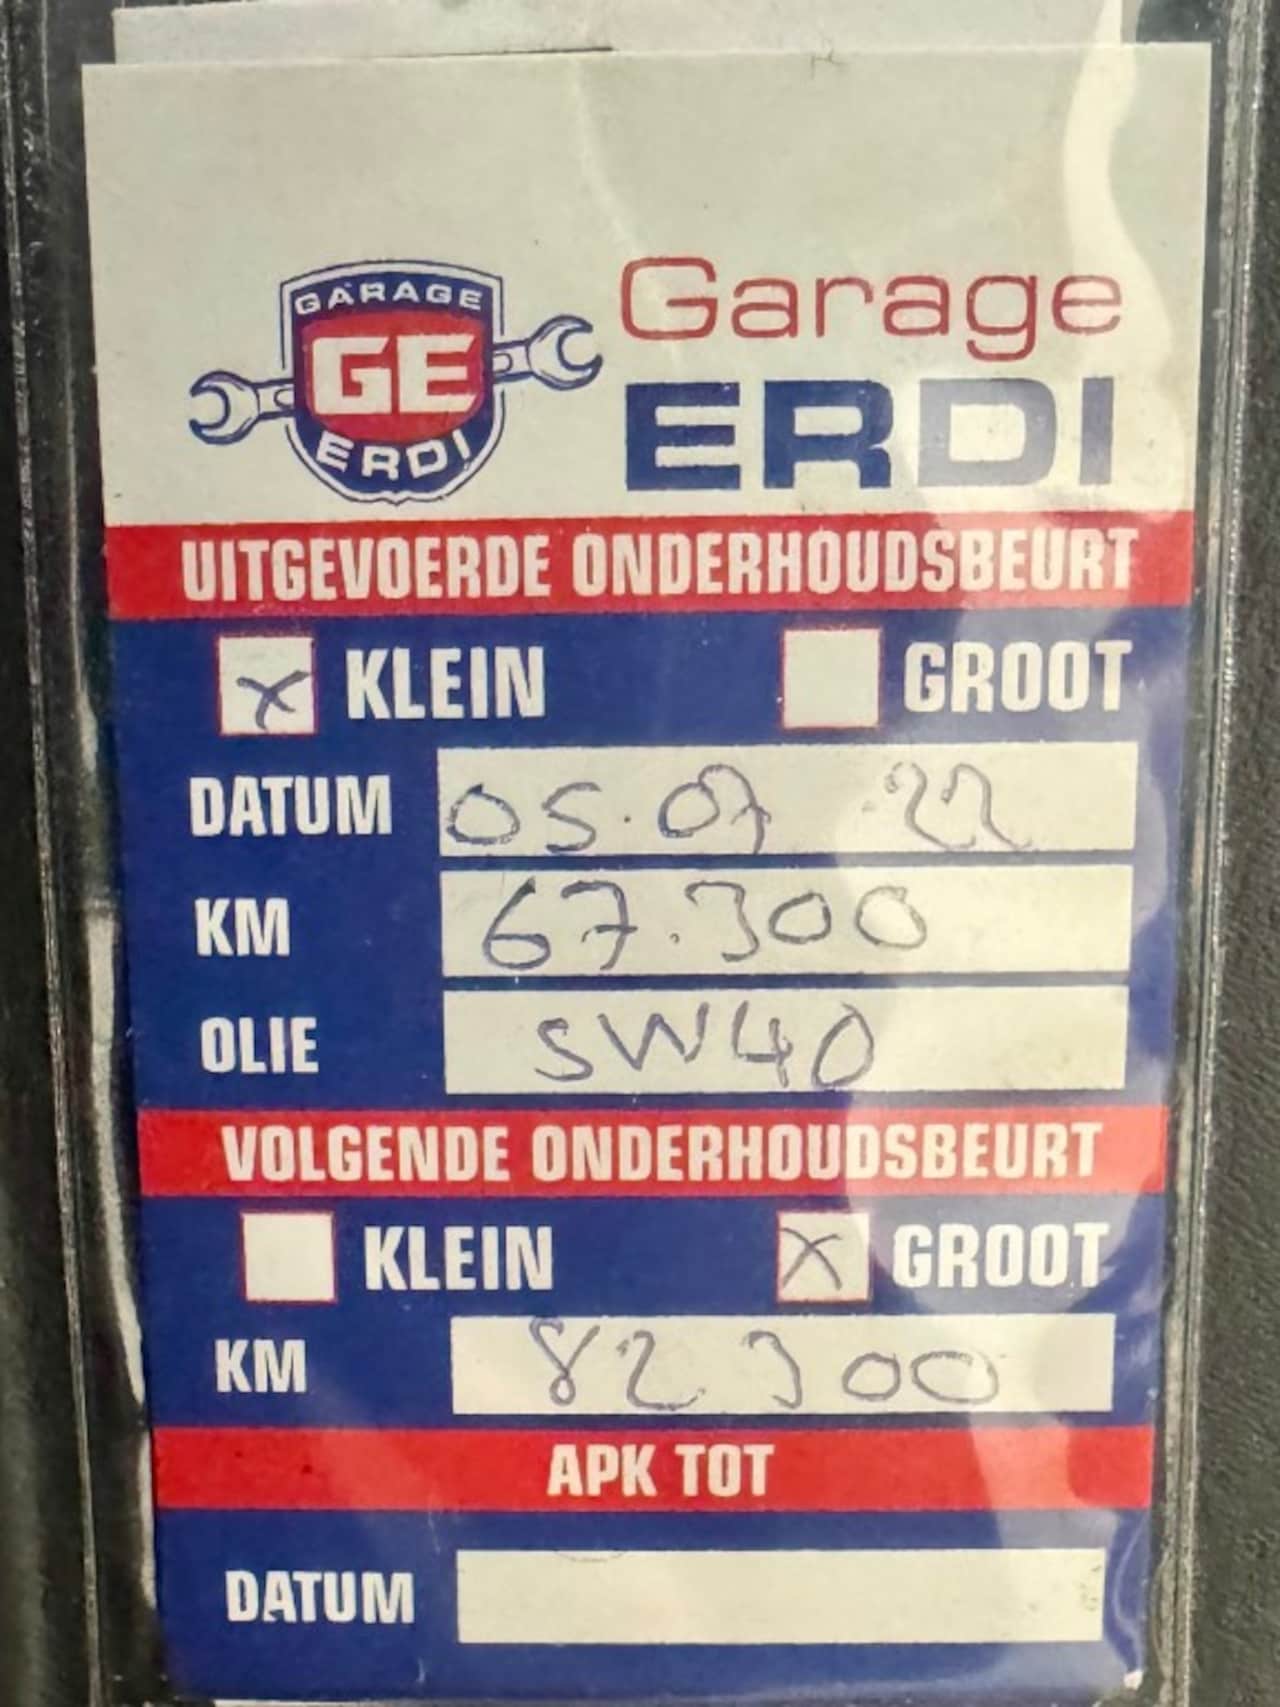 GARAGE
GE
ERDI
Garage
ERDI
UITGEVOERDE ONDERHOUDSBEURT
x KLEIN GROOT
DATUM 05.07.22
KM 67.300
OLIE 5W40
VOLGENDE ONDERHOUDSBEURT
KLEIN x GROOT
KM 82.300
APK TOT
DATUM